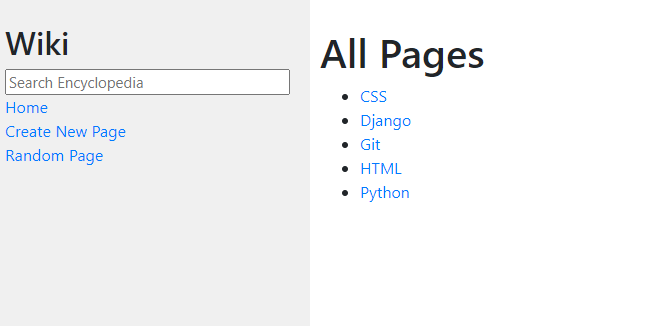 Wiki
Search Encyclopedia
Home
Create New Page
Random Page
All Pages
CSS
Django
Git
HTML
Python